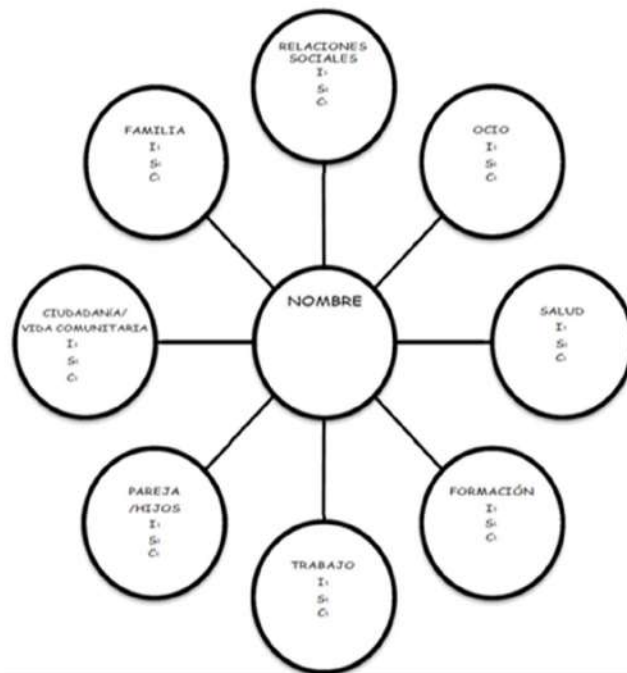 RELACIONES
SOCIALES
I:
S:
C:
FAMILIA
I:
S:
C:
OCIO
I:
S:
C:
NOMBRE
CIUDADANÍA/
VIDA COMUNITARIA
I:
S:
C:
SALUD
I:
S:
C:
PAREJA
/HIJOS
I:
S:
C:
FORMACIÓN
I:
S:
C:
TRABAJO
I:
S:
C: